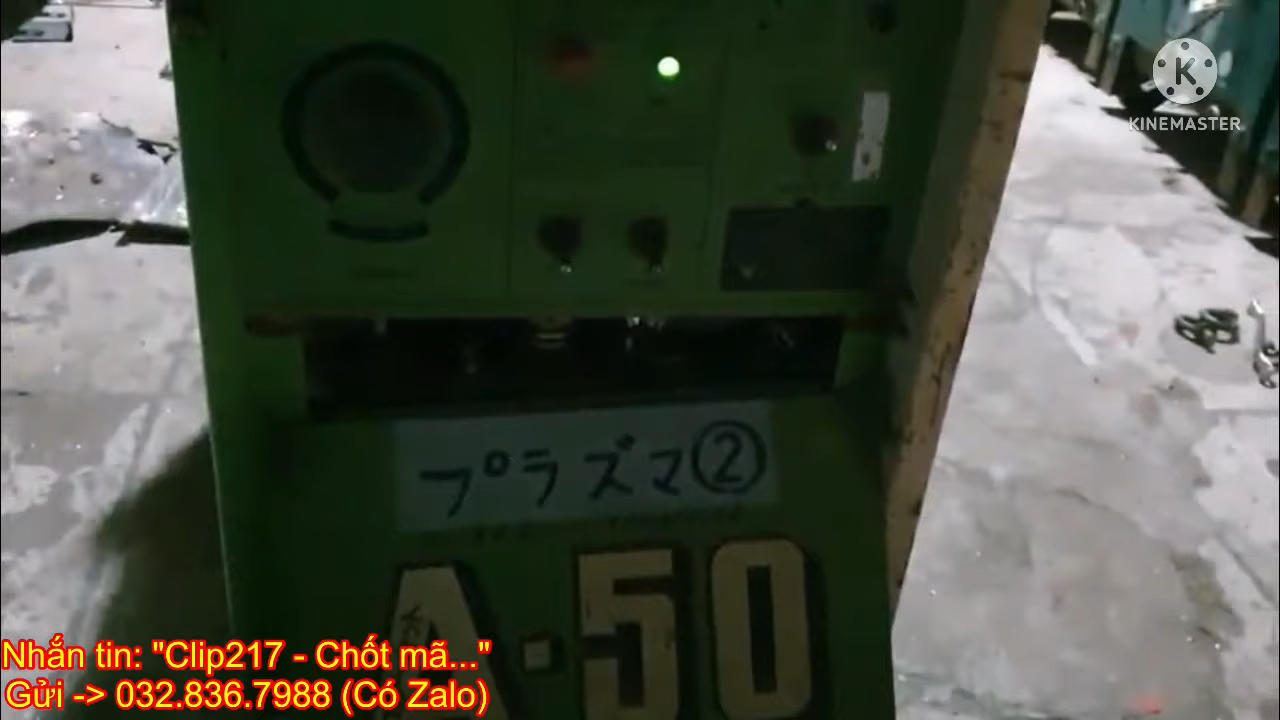 K
KINEMASTER
プラズマ②
A-50
Nhắn tin: "Clip217 - Chốt mã..."
Gửi -> 032.836.7988 (Có Zalo)